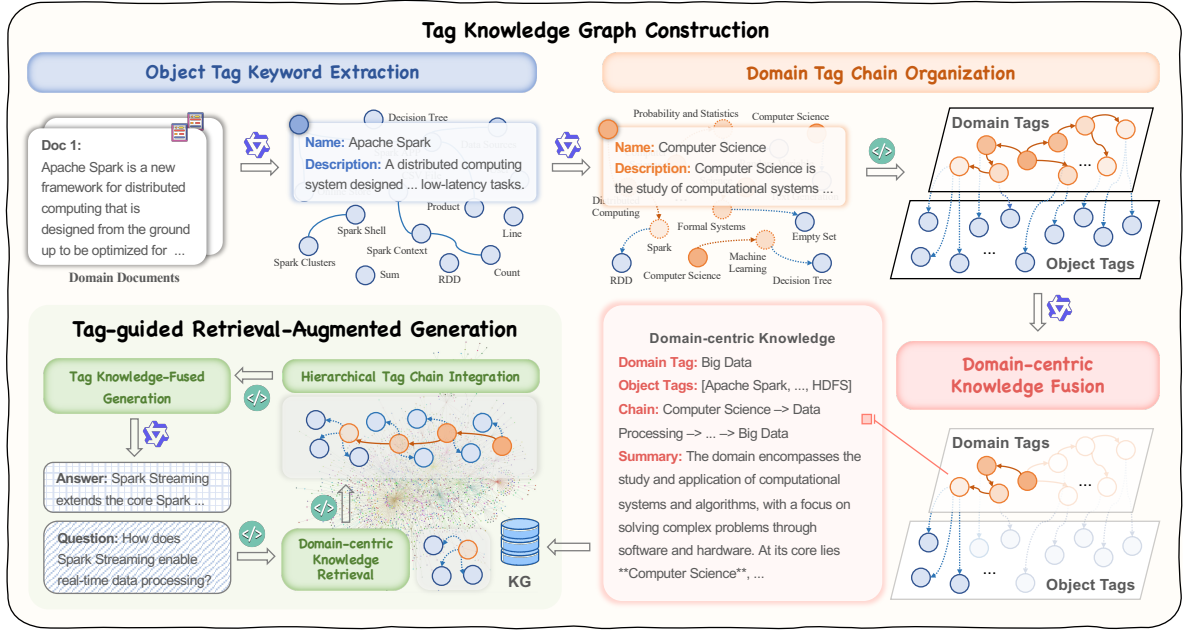 Tag Knowledge Graph Construction
Object Tag Keyword Extraction
Doc 1:
Apache Spark is a new
framework for distributed
computing that is
designed from the ground
up to be optimized for ...
Domain Documents
Decision Tree
Name: Apache Spark
Description: A distributed computing
system designed ... low-latency tasks.
Product
Spark Shell
Line
Spark Context
Spark Clusters
Sum
RDD
Count
Domain Tag Chain Organization
Probability and Statistics
Computer Science
Name: Computer Science
Description: Computer Science is
the study of computational systems ...
Computing
Formal Systems
Empty Set
Spark
Machine
Learning
RDD
Computer Science
Decision Tree
Domain Tags
...
...
Object Tags
Domain-centric
Knowledge Fusion
Domain Tags
...
...
Object Tags
Domain-centric Knowledge
Domain Tag: Big Data
Object Tags: [Apache Spark, ..., HDFS]
Chain: Computer Science –> Data
Processing –> ... –> Big Data
Summary: The domain encompasses the
study and application of computational
systems and algorithms, with a focus on
solving complex problems through
software and hardware. At its core lies
**Computer Science**, ...
Tag-guided Retrieval-Augmented Generation
Tag Knowledge-Fused
Generation
</>
Hierarchical Tag Chain Integration
Answer: Spark Streaming
extends the core Spark ...
Question: How does
Spark Streaming enable
real-time data processing?
</>
</>
Domain-centric
Knowledge
Retrieval
KG
</>